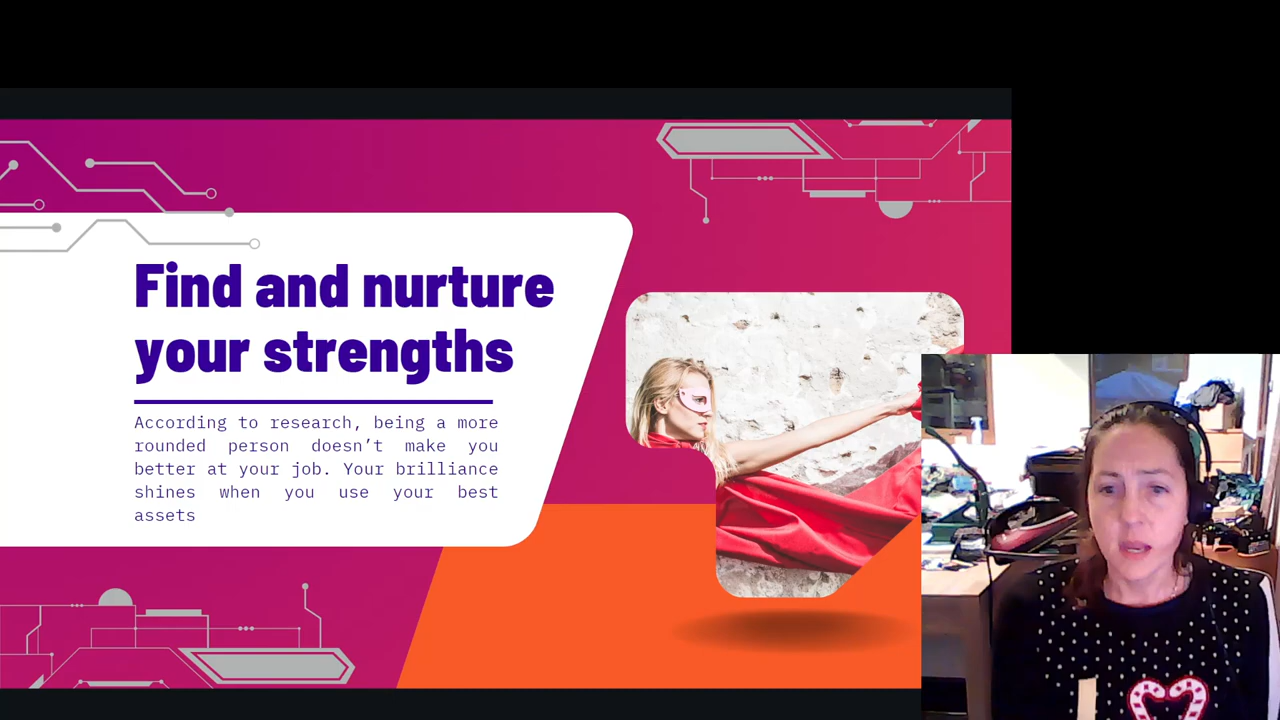 Find and nurture
your strengths
According to research, being a more
rounded person doesn’t make you
better at your job. Your brilliance
shines when you use your best
assets